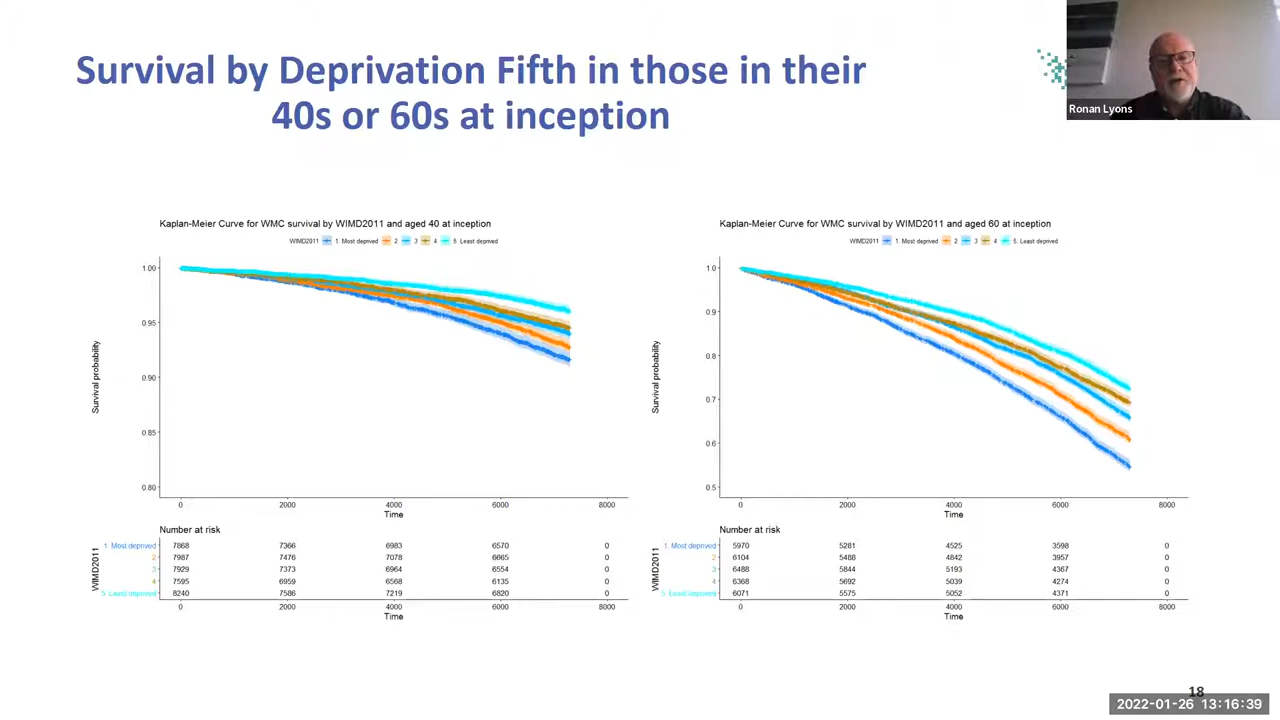 Survival by Deprivation Fifth in those in their
40s or 60s at inception
Ronan Lyons
Kaplan-Meier Curve for WMC survival by WIMD2011 and aged 40 at inception
WIMD2011 1. Most deprived 2 3 4 5. Least deprived
Survival probability
1.00
0.95
0.90
0.85
0.80
0 2000 4000 6000 8000
Time
Number at risk
WIMD2011
1. Most deprived 7868 7366 6983 6570 0
2 7987 7476 7078 6665 0
3 7929 7373 6964 6554 0
4 7595 6959 6568 6135 0
5. Least deprived 8240 7586 7219 6820 0
0 2000 4000 6000 8000
Time
Kaplan-Meier Curve for WMC survival by WIMD2011 and aged 60 at inception
WIMD2011 1. Most deprived 2 3 4 5. Least deprived
Survival probability
1.0
0.9
0.8
0.7
0.6
0.5
0 2000 4000 6000 8000
Time
Number at risk
WIMD2011
1. Most deprived 5970 5281 4525 3598 0
2 6104 5488 4842 3957 0
3 6488 5844 5193 4367 0
4 6368 5692 5039 4274 0
5. Least deprived 6071 5575 5052 4371 0
0 2000 4000 6000 8000
Time
18
2022-01-26 13:16:39